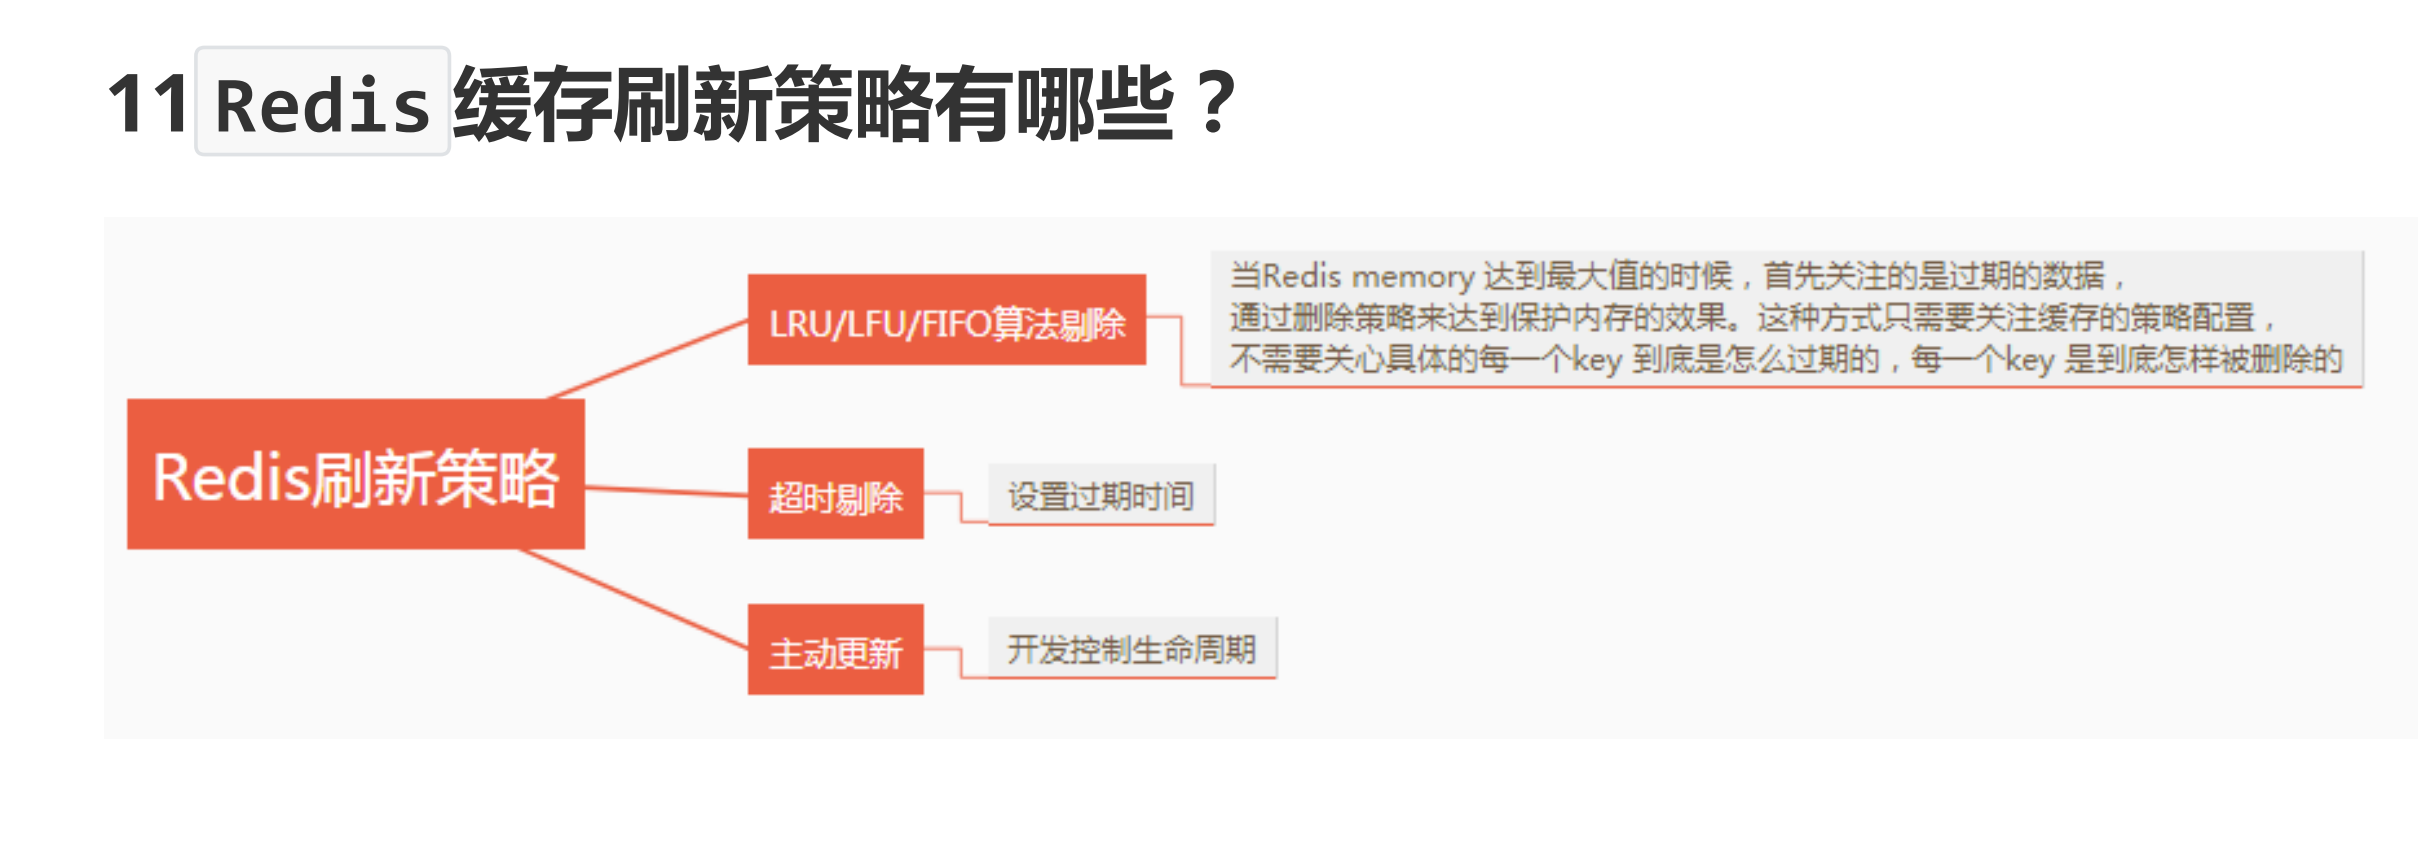 11 Redis 缓存刷新策略有哪些？
LRU/LFU/FIFO算法剔除
当Redis memory 达到最大值的时候，首先关注的是过期的数据，
通过删除策略来达到保护内存的效果。这种方式只需要关注缓存的策略配置，
不需要关心具体的每一个key 到底是怎么过期的，每一个key 是到底怎样被删除的
Redis刷新策略
超时剔除
设置过期时间
主动更新
开发控制生命周期